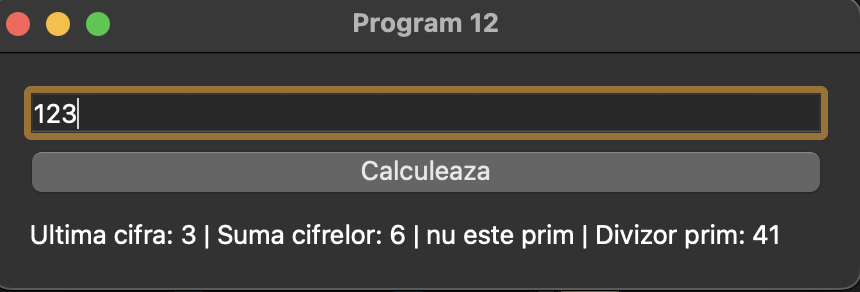 Program 12
123
Calculeaza
Ultima cifra: 3 | Suma cifrelor: 6 | nu este prim | Divizor prim: 41